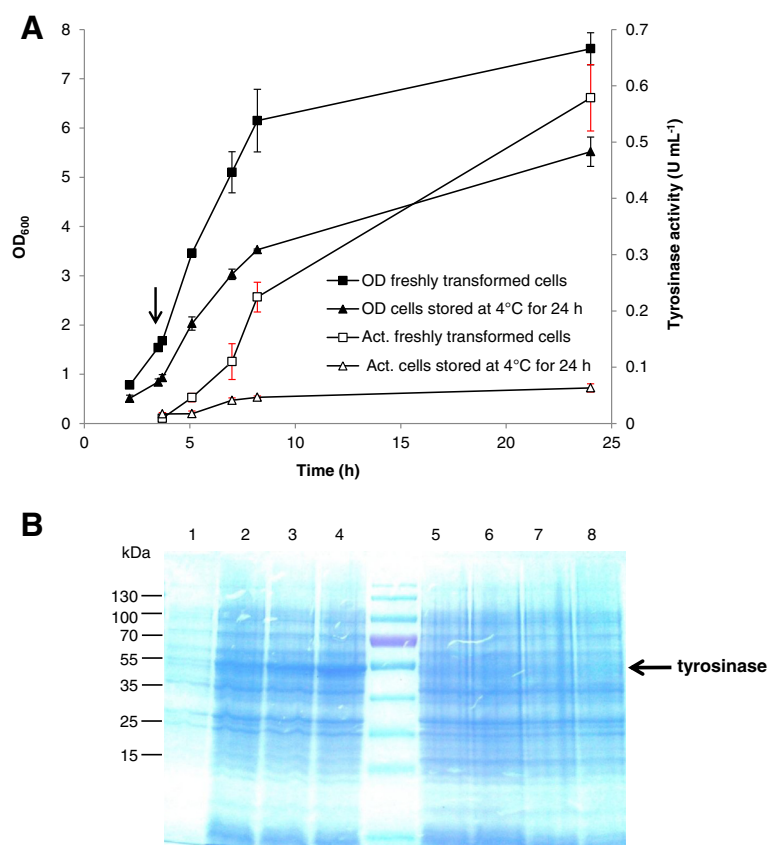 A
8
7
6
5
4
3
2
1
0
OD600
0.7
0.6
0.5
0.4
0.3
0.2
0.1
0
Tyrosinase activity (U mL-1)
OD freshly transformed cells
OD cells stored at 4°C for 24 h
Act. freshly transformed cells
Act. cells stored at 4°C for 24 h
0 5 10 15 20 25
Time (h)
B
1 2 3 4 5 6 7 8
kDa
130
100
70
55
35
25
15
tyrosinase